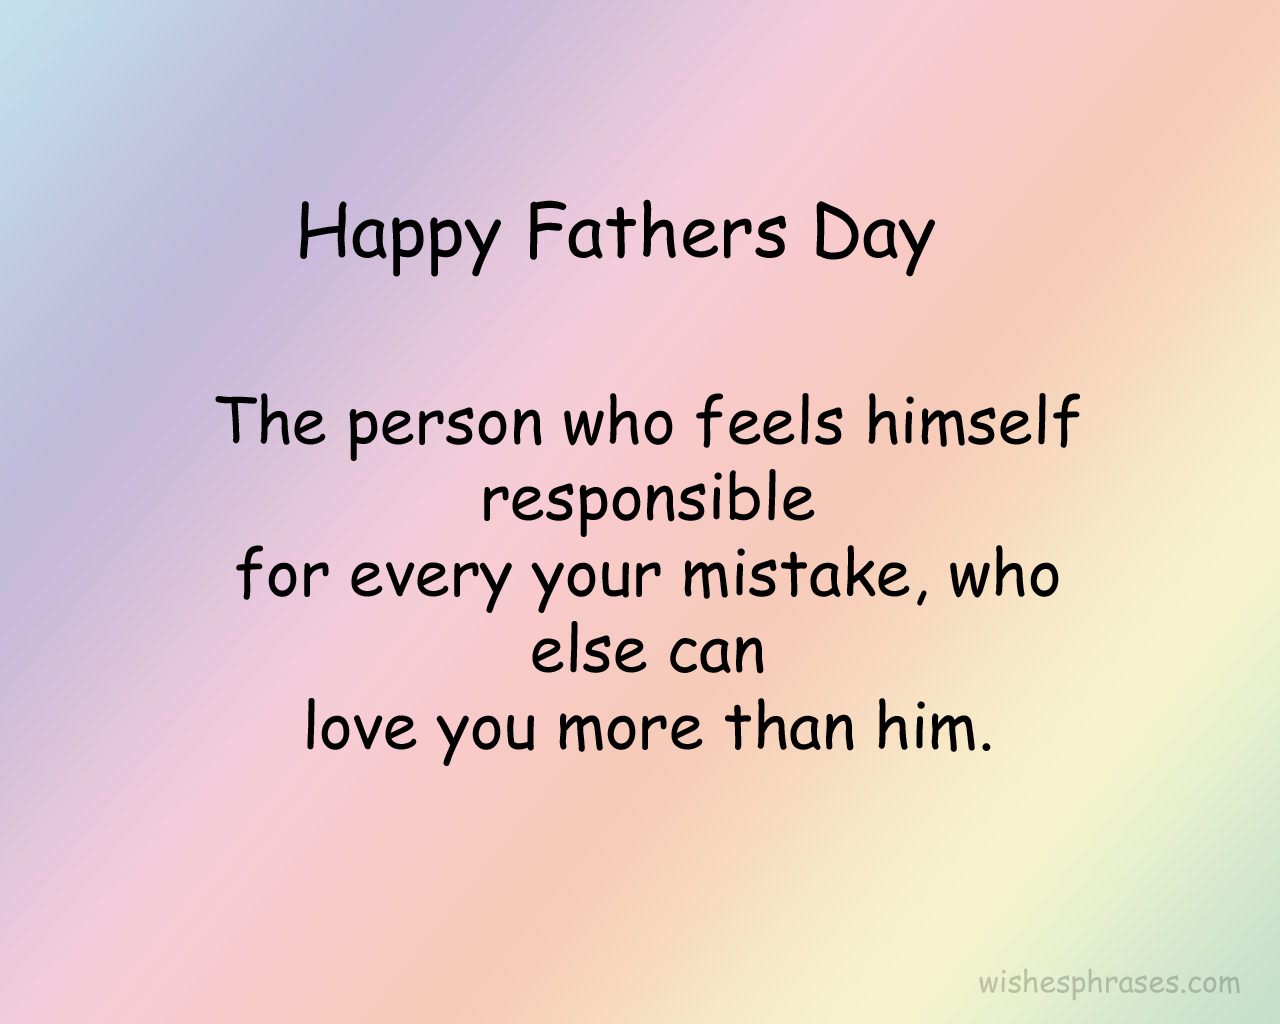 Happy Fathers Day
The person who feels himself
responsible
for every your mistake, who
else can
love you more than him.
wishesphrases.com